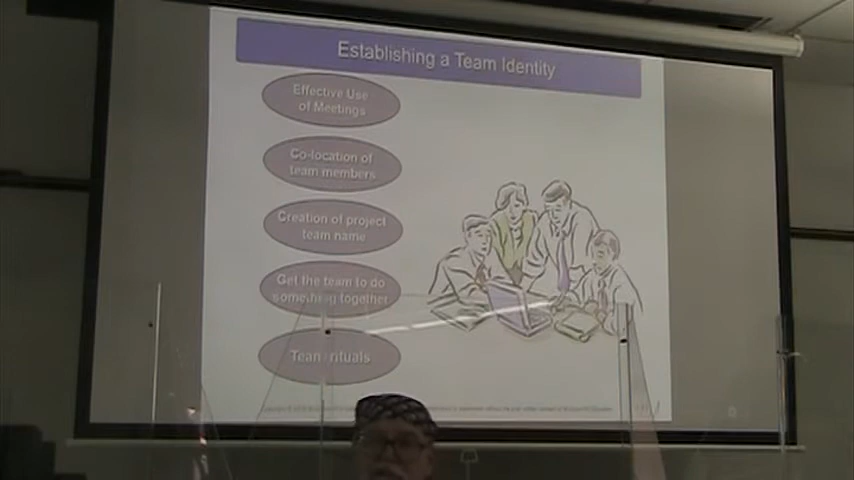 Establishing a Team Identity
Effective Use
of Meetings
Co-location of
team members
Creation of project
team name
Get the team to do
something together
Team rituals